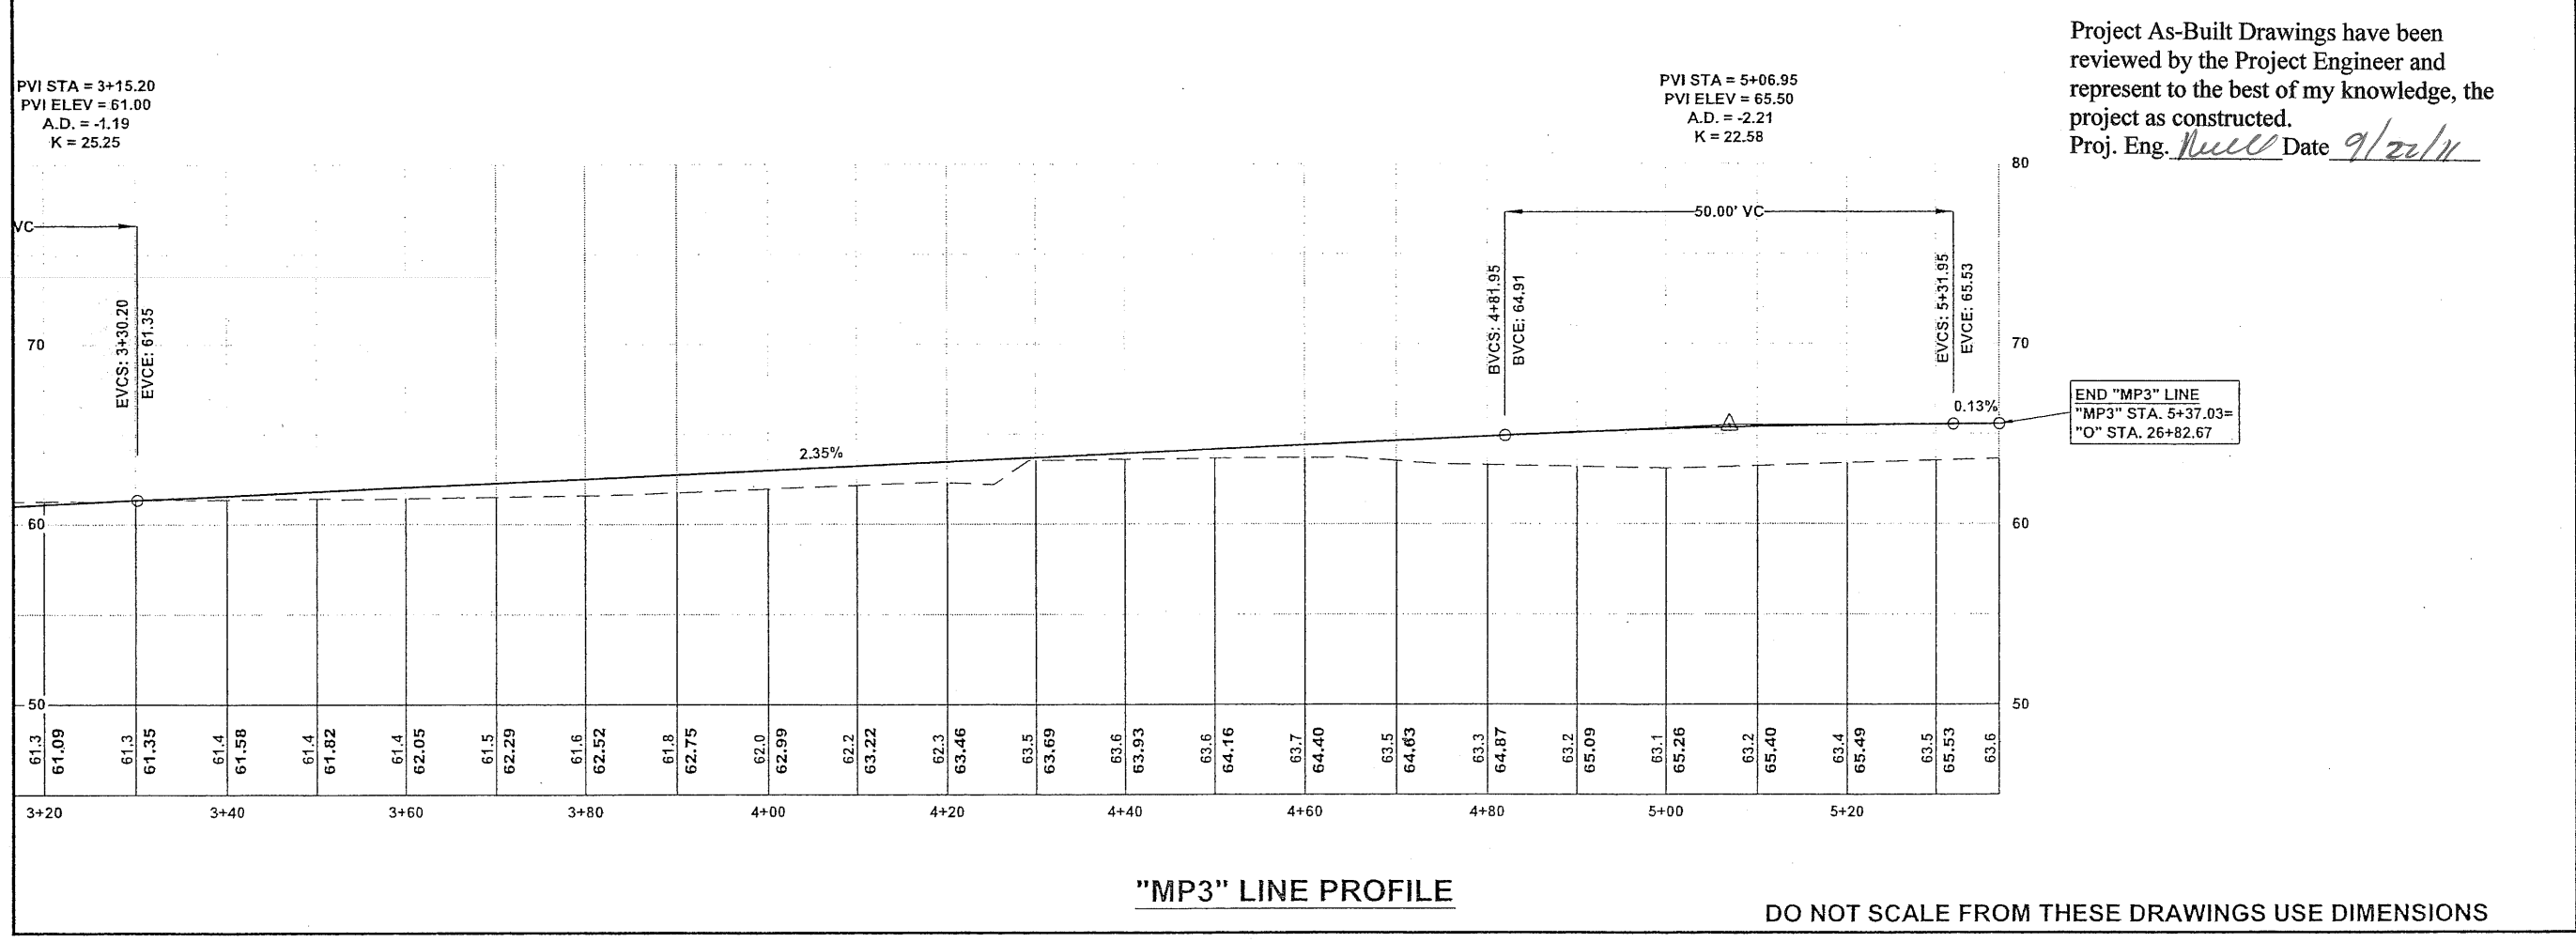 Project As-Built Drawings have been
reviewed by the Project Engineer and
represent to the best of my knowledge, the
project as constructed.
Proj. Eng. Date 9/22/11
PVI STA = 3+15.20
PVI ELEV = 61.00
A.D. = -1.19
K = 25.25
PVI STA = 5+06.95
PVI ELEV = 65.50
A.D. = -2.21
K = 22.58
80
VC
50.00' VC
EVCS: 3+30.20
EVCE: 61.35
BVCS: 4+81.95
BVCE: 64.91
EVCS: 5+31.95
EVCE: 65.53
70
70
2.35%
0.13%
END "MP3" LINE
"MP3" STA. 5+37.03=
"O" STA. 26+82.67
60
60
50
50
61.3
61.09
61.3
61.35
61.4
61.58
61.4
61.82
61.4
62.05
61.5
62.29
61.6
62.52
61.8
62.75
62.0
62.99
62.2
63.22
62.3
63.46
63.5
63.69
63.6
63.93
63.6
64.16
63.7
64.40
63.5
64.63
63.3
64.87
63.2
65.09
63.1
65.26
63.2
65.40
63.4
65.49
63.5
65.53
63.6
3+20
3+40
3+60
3+80
4+00
4+20
4+40
4+60
4+80
5+00
5+20
"MP3" LINE PROFILE
DO NOT SCALE FROM THESE DRAWINGS USE DIMENSIONS